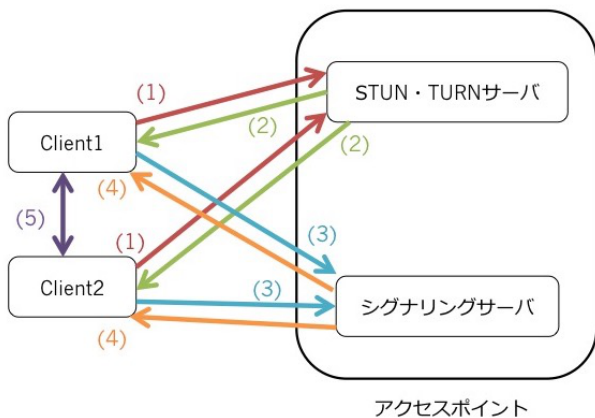 (1)
STUN・TURNサーバ
(2)
(2)
Client1
(4)
(5)
(1)
(3)
Client2
(3)
シグナリングサーバ
(4)
アクセスポイント